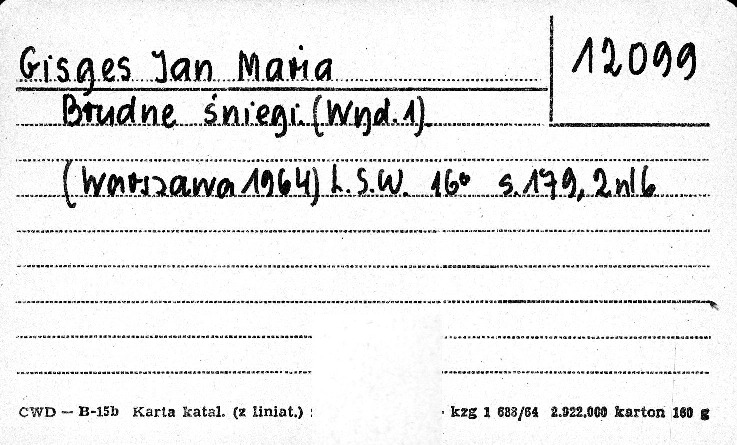 Gisges Jan Maria
12099
Brudne śniegi. (Wyd. 1)
(Warszawa 1964) L.S.W. 16° s. 179, 2 nlb
CWD — B-15b Karta katal. (z liniat.) : · kzg 1 688/64 2.922.000 karton 160 g